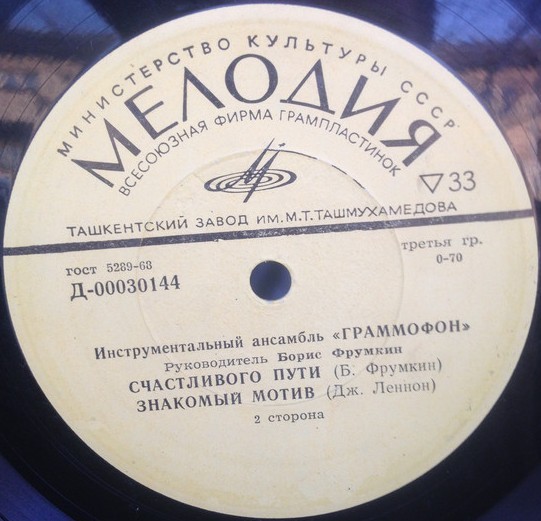 МИНИСТЕРСТВО КУЛЬТУРЫ СССР
МЕЛОДИЯ
ВСЕСОЮЗНАЯ ФИРМА ГРАМПЛАСТИНОК
▽33
ТАШКЕНТСКИЙ ЗАВОД ИМ. М.Т. ТАШМУХАМЕДОВА
гост 5289-68
третья гр.
Д-00030144
0-70
Инструментальный ансамбль «ГРАММОФОН»
Руководитель Борис Фрумкин
СЧАСТЛИВОГО ПУТИ (Б. Фрумкин)
ЗНАКОМЫЙ МОТИВ (Дж. Леннон)
2 сторона